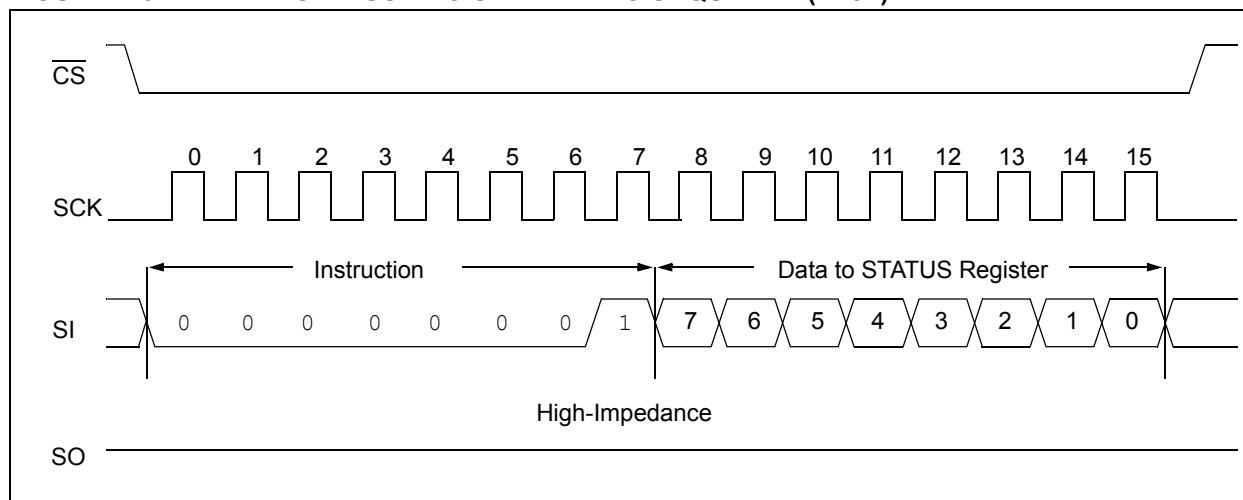 CS
0 1 2 3 4 5 6 7 8 9 10 11 12 13 14 15
SCK
Instruction Data to STATUS Register
SI 0 0 0 0 0 0 0 1 7 6 5 4 3 2 1 0
High-Impedance
SO